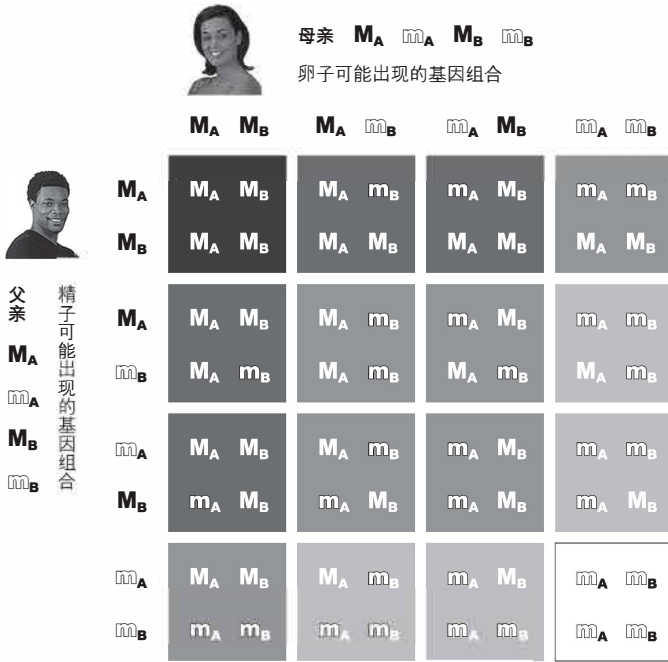 母亲 M_A m_A M_B m_B
卵子可能出现的基因组合
M_A M_B M_A m_B m_A M_B m_A m_B
M_A M_A M_B M_A m_B m_A M_B m_A m_B
M_B M_A M_B M_A M_B M_A M_B M_A M_B
父亲
M_A
m_A
M_B
m_B
精子可能出现的基因组合
M_A M_A M_B M_A m_B m_A M_B m_A m_B
m_B M_A m_B M_A m_B M_A m_B M_A m_B
m_A M_A M_B M_A m_B m_A M_B m_A m_B
M_B m_A M_B m_A M_B m_A M_B m_A M_B
m_A M_A M_B M_A m_B m_A M_B m_A m_B
m_B m_A m_B m_A m_B m_A m_B m_A m_B